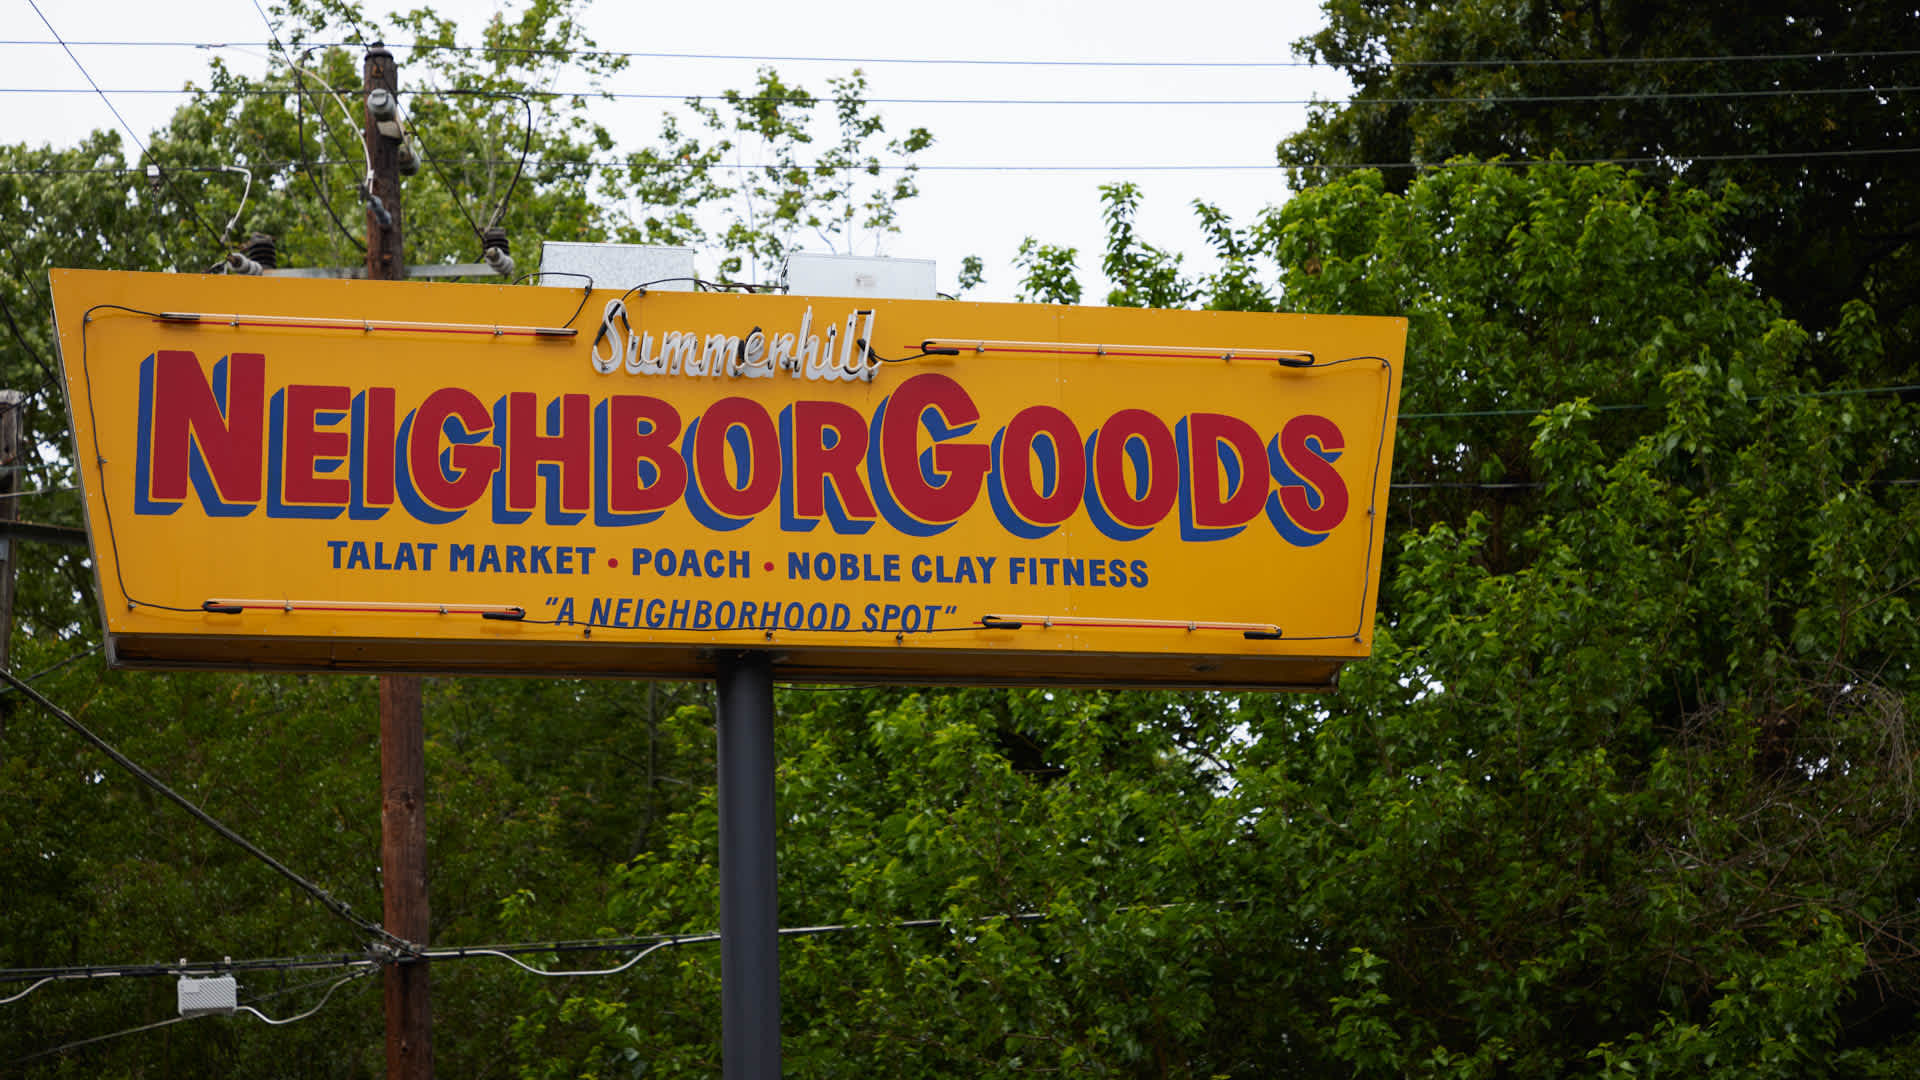 Summerhill
NEIGHBORGOODS
TALAT MARKET • POACH • NOBLE CLAY FITNESS
"A NEIGHBORHOOD SPOT"